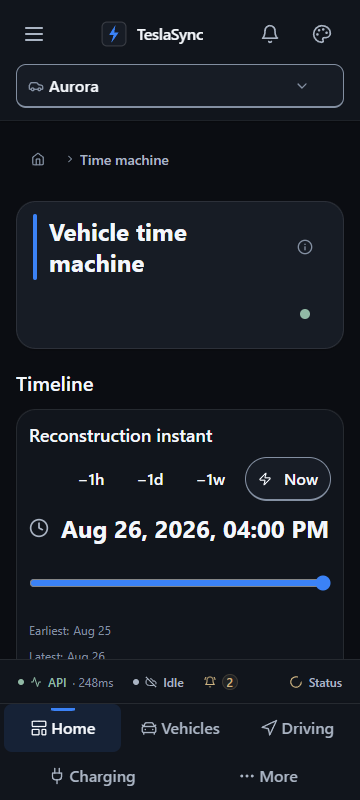 TeslaSync
Aurora
Time machine
Vehicle time
machine
Timeline
Reconstruction instant
−1h −1d −1w Now
Aug 26, 2026, 04:00 PM
Earliest: Aug 25
Latest: Aug 26
API · 248ms Idle 2 Status
Home Vehicles Driving
Charging More